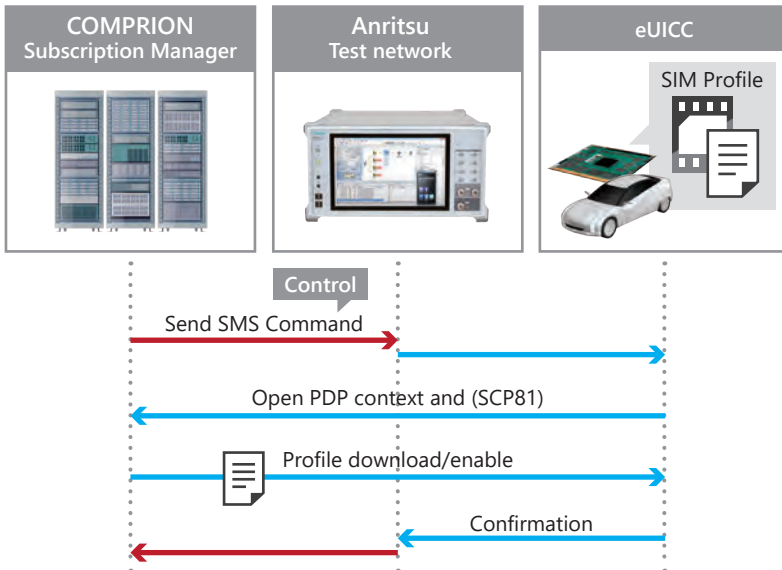 COMPRION
Subscription Manager
Anritsu
Test network
eUICC
SIM Profile
Control
Send SMS Command
Open PDP context and (SCP81)
Profile download/enable
Confirmation